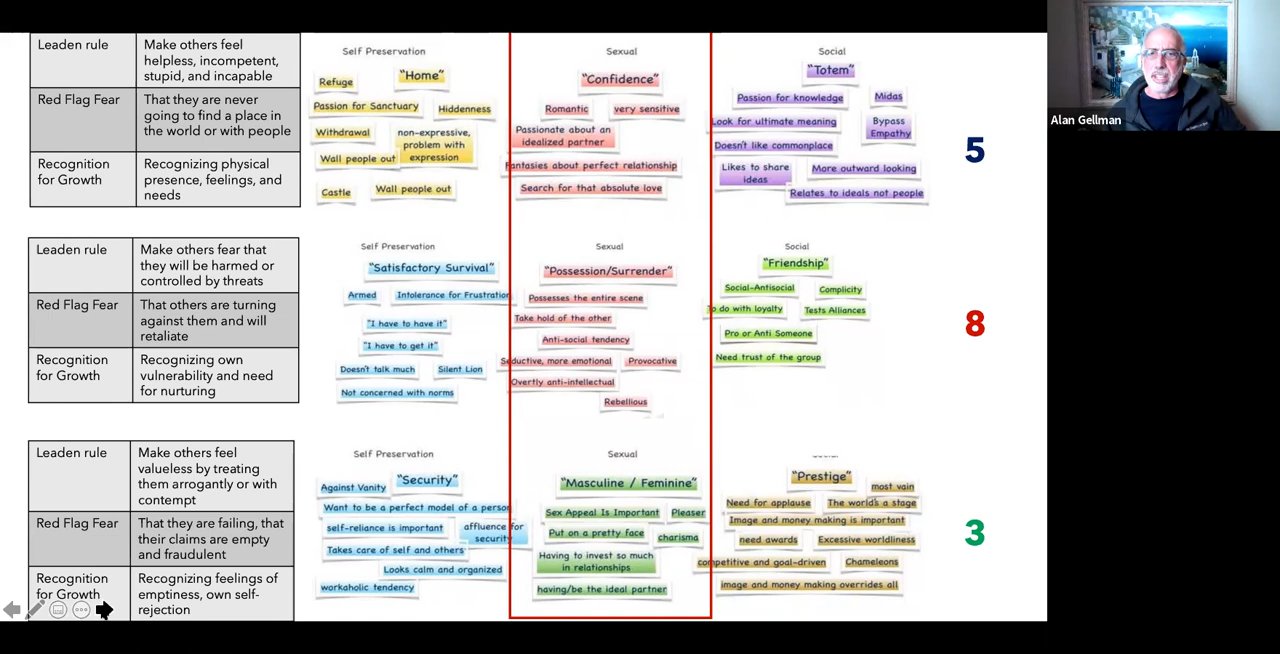 Leaden rule
Make others feel
helpless, incompetent,
stupid, and incapable
Red Flag Fear
That they are never
going to find a place in
the world or with people
Recognition
for Growth
Recognizing physical
presence, feelings, and
needs
Self Preservation
Refuge
"Home"
Passion for Sanctuary
Hiddenness
Withdrawal
non-expressive,
problem with
expression
Wall people out
Castle
Wall people out
Sexual
"Confidence"
Romantic
very sensitive
Passionate about an
idealized partner
Fantasies about perfect relationship
Search for that absolute love
Social
"Totem"
Passion for knowledge
Midas
Look for ultimate meaning
Bypass
Empathy
Doesn't like commonplace
Likes to share
ideas
More outward looking
Relates to ideals not people
5
Alan Gellman
Leaden rule
Make others fear that
they will be harmed or
controlled by threats
Red Flag Fear
That others are turning
against them and will
retaliate
Recognition
for Growth
Recognizing own
vulnerability and need
for nurturing
Self Preservation
"Satisfactory Survival"
Armed
Intolerance for Frustration
"I have to have it"
"I have to get it"
Doesn't talk much
Silent Lion
Not concerned with norms
Sexual
"Possession/Surrender"
Possesses the entire scene
Take hold of the other
Anti-social tendency
Seductive, more emotional
Provocative
Overtly anti-intellectual
Rebellious
Social
"Friendship"
Social-Antisocial
Complicity
To do with loyalty
Tests Alliances
Pro or Anti Someone
Need trust of the group
8
Leaden rule
Make others feel
valueless by treating
them arrogantly or with
contempt
Red Flag Fear
That they are failing, that
their claims are empty
and fraudulent
Recognition
for Growth
Recognizing feelings of
emptiness, own self-
rejection
Self Preservation
Against Vanity
"Security"
Want to be a perfect model of a person
self-reliance is important
affluence for
security
Takes care of self and others
Looks calm and organized
workaholic tendency
Sexual
"Masculine / Feminine"
Sex Appeal Is Important
Pleaser
Put on a pretty face
charisma
Having to invest so much
in relationships
having/be the ideal partner
"Prestige"
most vain
Need for applause
The world's a stage
Image and money making is important
need awards
Excessive worldliness
competitive and goal-driven
Chameleons
image and money making overrides all
3